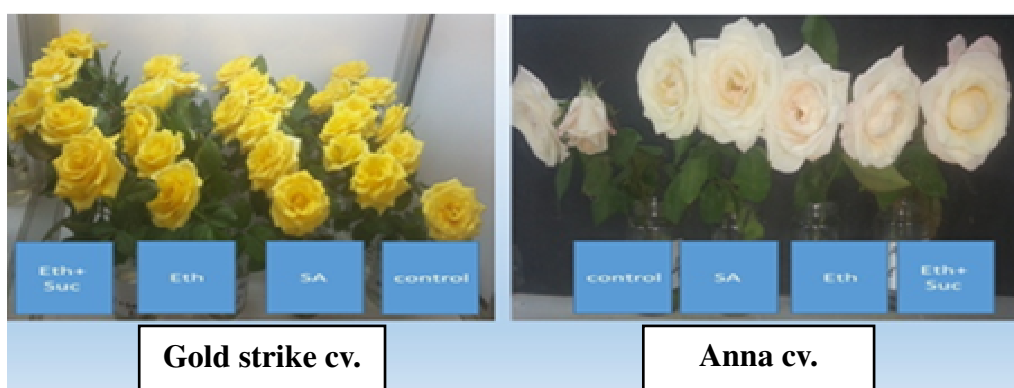 Eth+
Suc
Eth
SA
control
control
SA
Eth
Eth+
Suc
Gold strike cv.
Anna cv.